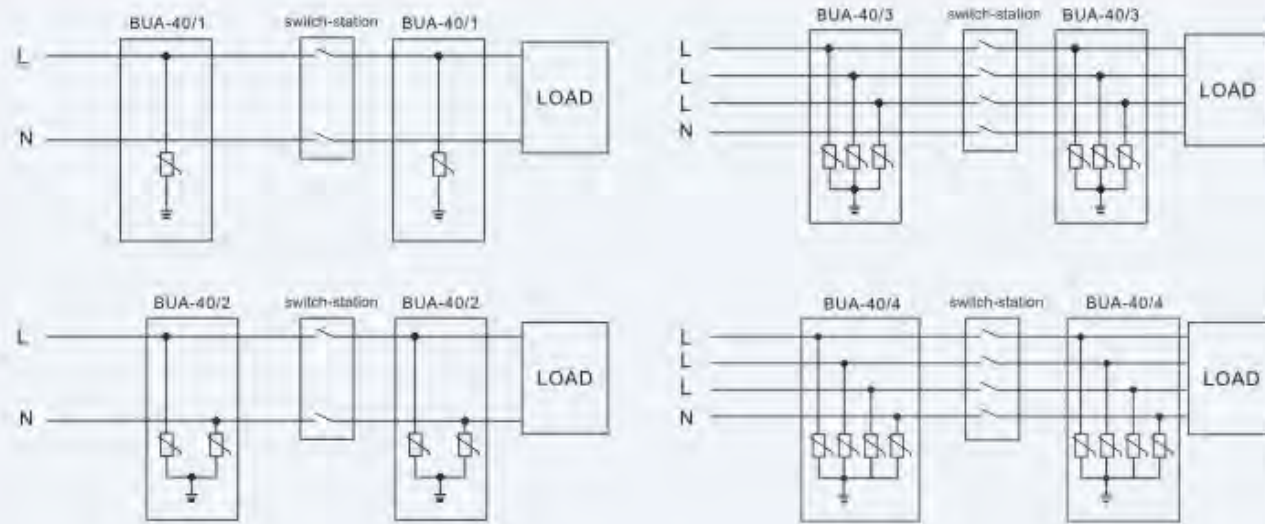 BUA-40/1 switch-station BUA-40/1
L
N
LOAD
BUA-40/3 switch-station BUA-40/3
L
L
L
N
LOAD
BUA-40/2 switch-station BUA-40/2
L
N
LOAD
BUA-40/4 switch-station BUA-40/4
L
L
L
N
LOAD